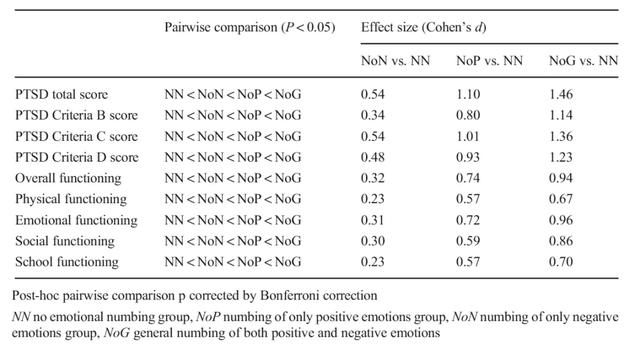 Pairwise comparison (P < 0.05) Effect size (Cohen's d)
NoN vs. NN NoP vs. NN NoG vs. NN
PTSD total score NN < NoN < NoP < NoG 0.54 1.10 1.46
PTSD Criteria B score NN < NoN < NoP < NoG 0.34 0.80 1.14
PTSD Criteria C score NN < NoN < NoP < NoG 0.54 1.01 1.36
PTSD Criteria D score NN < NoN < NoP < NoG 0.48 0.93 1.23
Overall functioning NN < NoN < NoP < NoG 0.32 0.74 0.94
Physical functioning NN < NoN < NoP < NoG 0.23 0.57 0.67
Emotional functioning NN < NoN < NoP < NoG 0.31 0.72 0.96
Social functioning NN < NoN < NoP < NoG 0.30 0.59 0.86
School functioning NN < NoN < NoP < NoG 0.23 0.57 0.70
Post-hoc pairwise comparison p corrected by Bonferroni correction
NN no emotional numbing group, NoP numbing of only positive emotions group, NoN numbing of only negative
emotions group, NoG general numbing of both positive and negative emotions